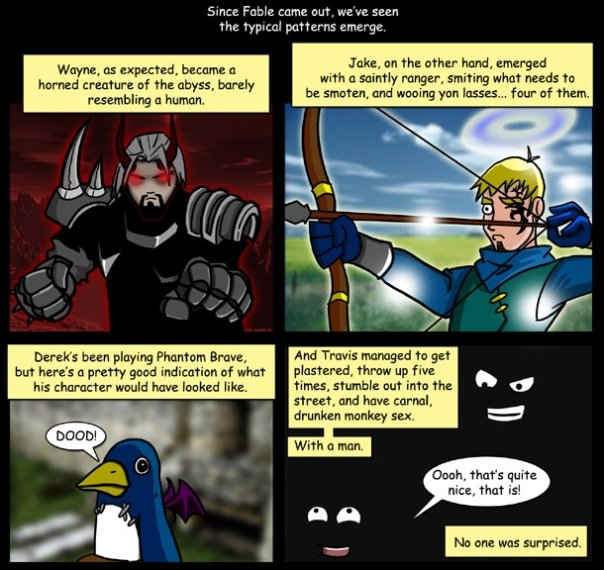 Since Fable came out, we've seen
the typical patterns emerge.
Wayne, as expected, became a
horned creature of the abyss, barely
resembling a human.
Jake, on the other hand, emerged
with a saintly ranger, smiting what needs to
be smoten, and wooing yon lasses... four of them.
Derek's been playing Phantom Brave,
but here's a pretty good indication of what
his character would have looked like.
DOOD!
And Travis managed to get
plastered, throw up five
times, stumble out into the
street, and have carnal,
drunken monkey sex.
With a man.
Oooh, that's quite
nice, that is!
No one was surprised.